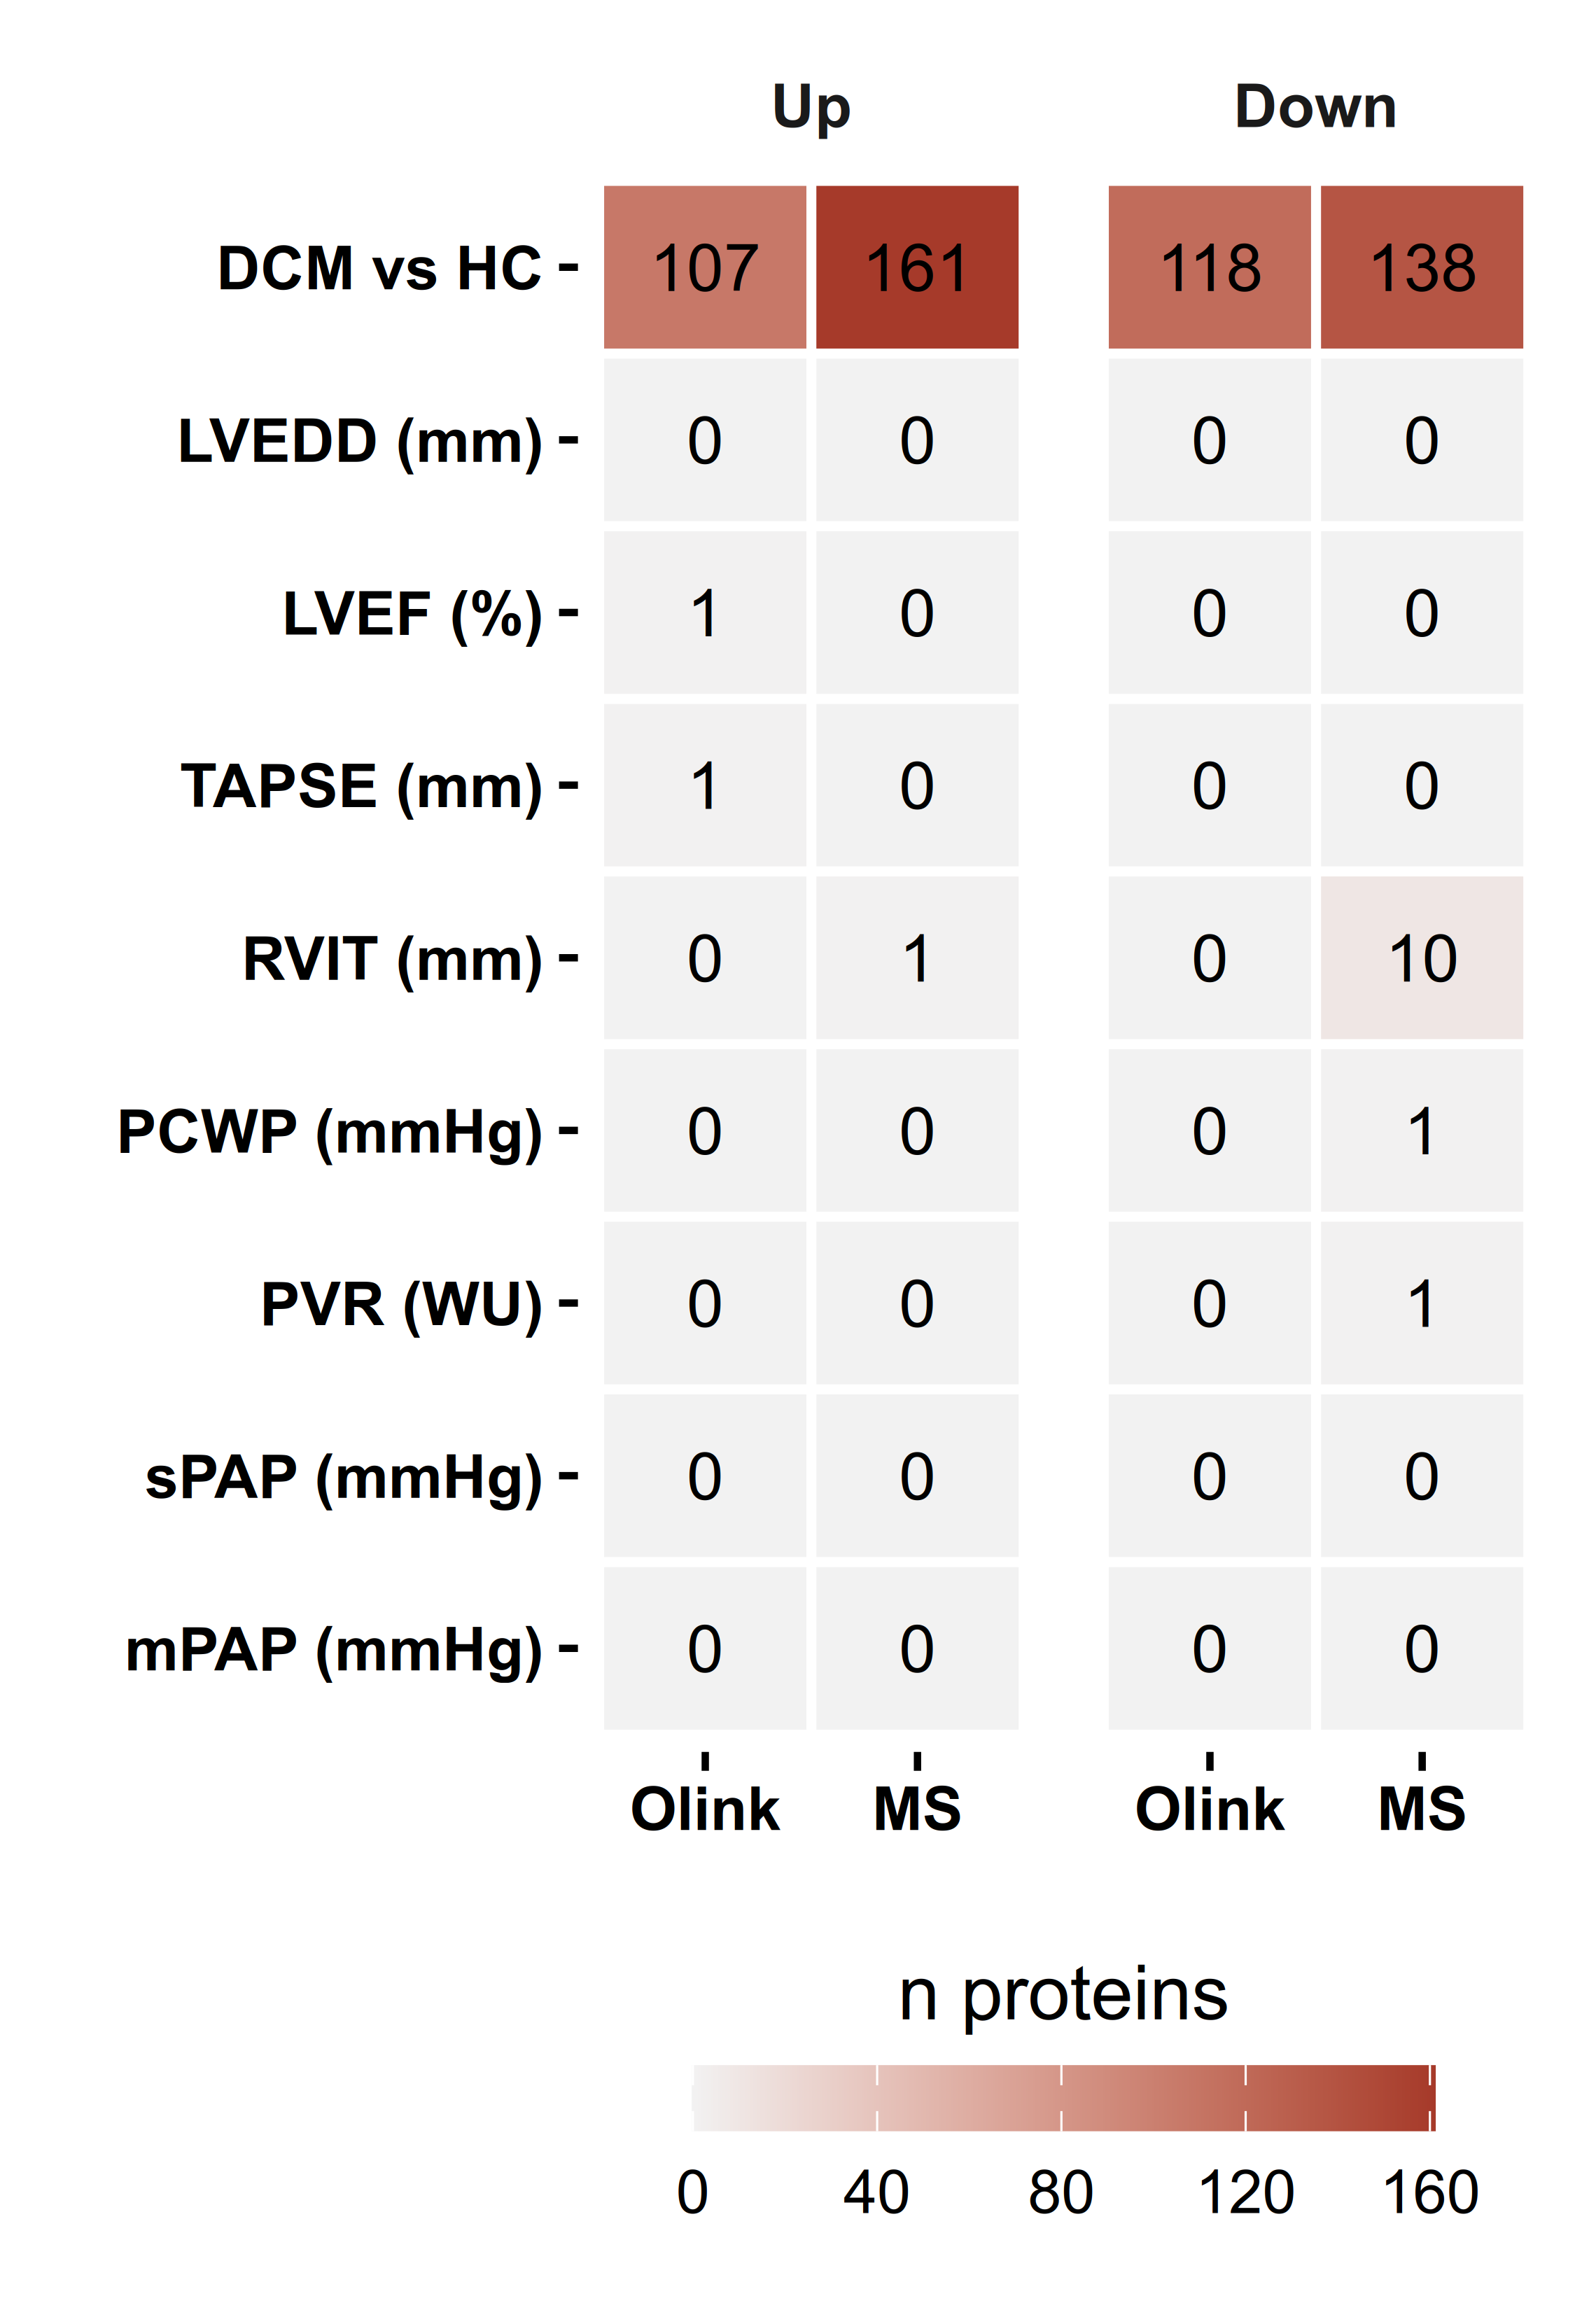 Up Down
DCM vs HC 107 161 118 138
LVEDD (mm) 0 0 0 0
LVEF (%) 1 0 0 0
TAPSE (mm) 1 0 0 0
RVIT (mm) 0 1 0 10
PCWP (mmHg) 0 0 0 1
PVR (WU) 0 0 0 1
sPAP (mmHg) 0 0 0 0
mPAP (mmHg) 0 0 0 0
Olink MS Olink MS
n proteins
0 40 80 120 160